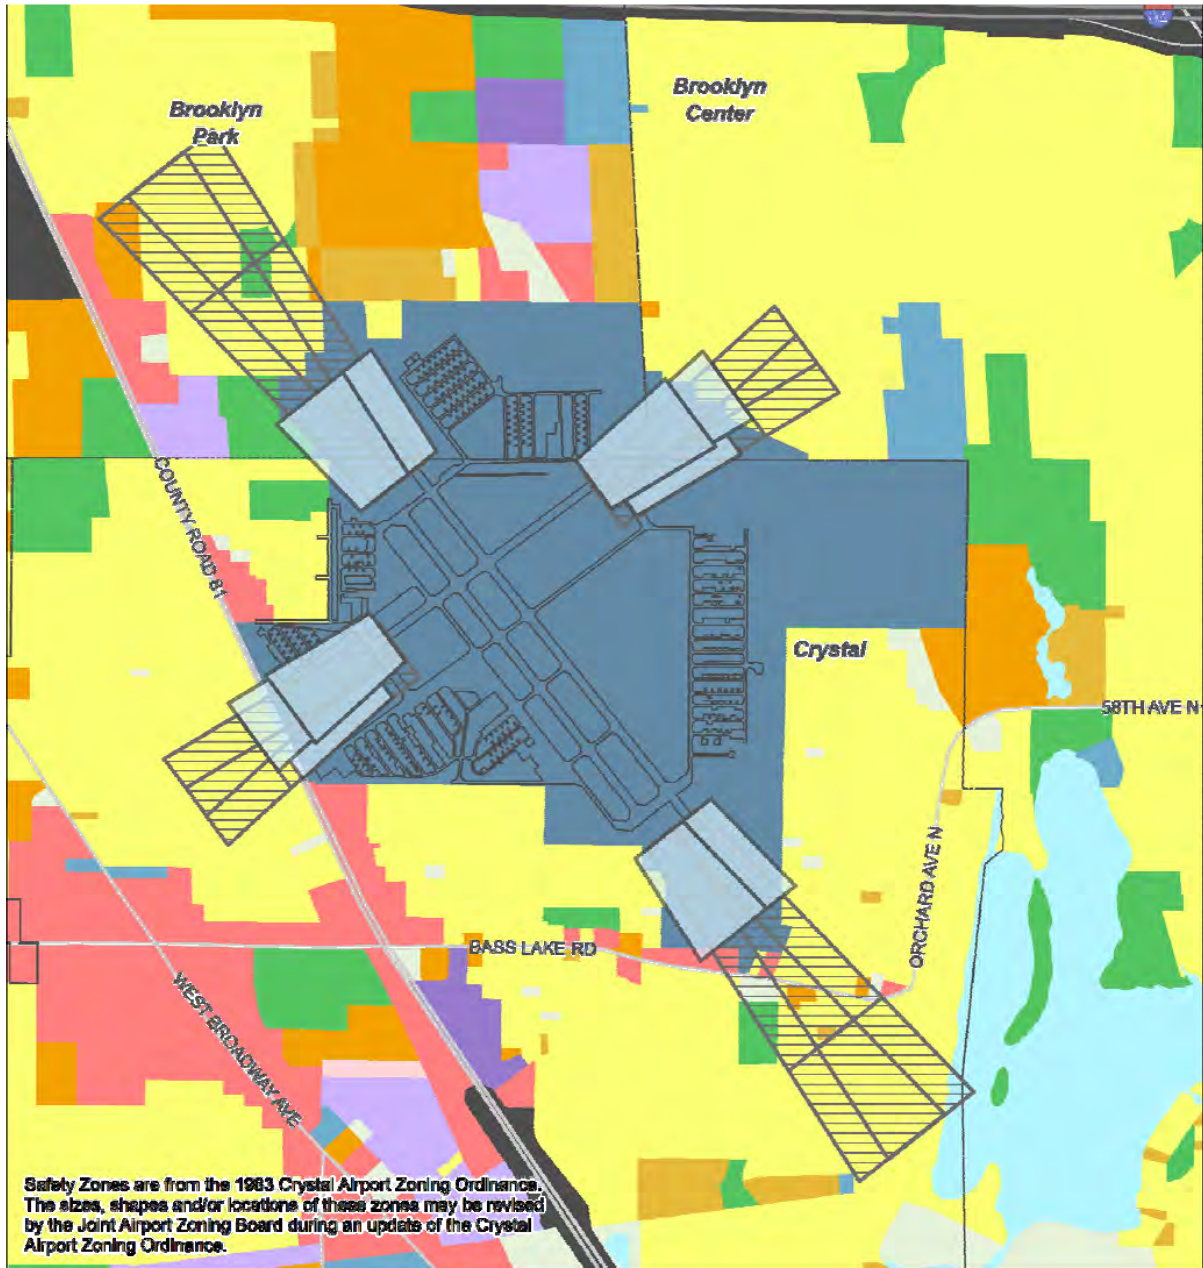 Brooklyn
Park
Brooklyn
Center
COUNTY ROAD 81
Crystal
58TH AVE N
ORCHARD AVE N
BASS LAKE RD
WEST BROADWAY AVE
Safety Zones are from the 1983 Crystal Airport Zoning Ordinance.
The sizes, shapes and/or locations of these zones may be revised
by the Joint Airport Zoning Board during an update of the Crystal
Airport Zoning Ordinance.